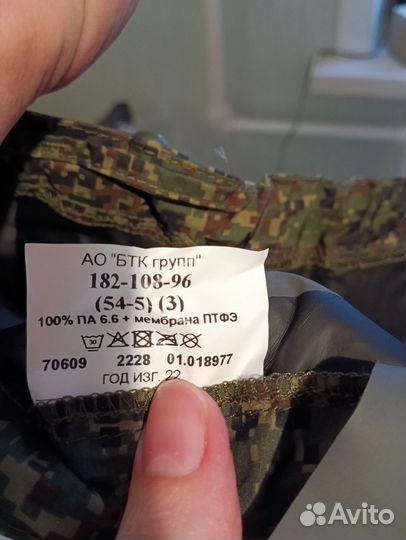 АО "БТК групп"
182-108-96
(54-5) (3)
100% ПА 6.6 + мембрана ПТФЭ
30
70609 2228 01.018977
ГОД ИЗГ. 22
Avito